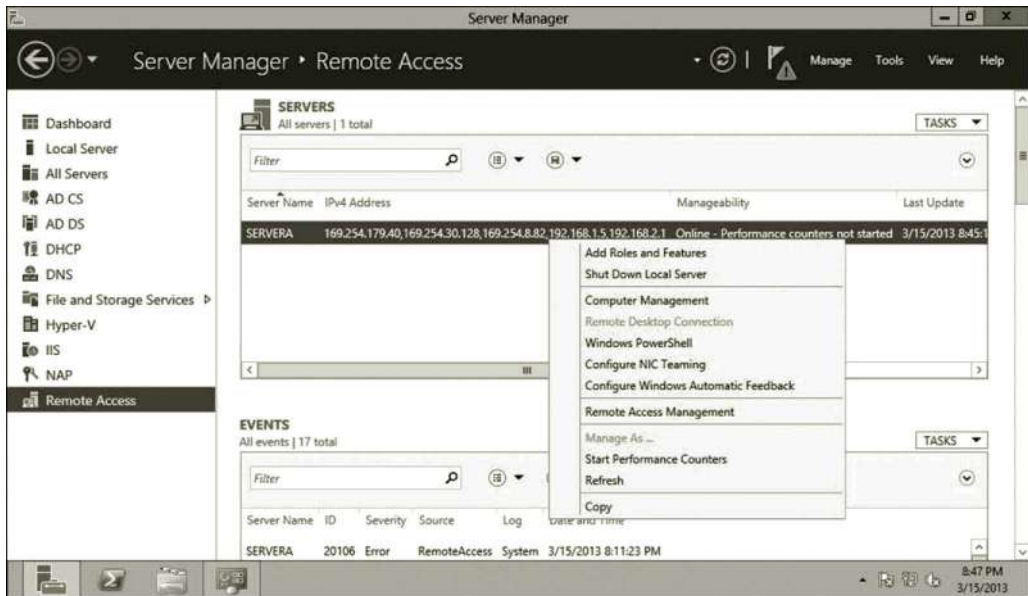 Server Manager
Server Manager • Remote Access
Manage Tools View Help
Dashboard
Local Server
All Servers
AD CS
AD DS
DHCP
DNS
File and Storage Services
Hyper-V
IIS
NAP
Remote Access
SERVERS
All servers | 1 total
TASKS
Filter
Server Name IPv4 Address Manageability Last Update
SERVERA 169.254.179.40,169.254.30.128,169.254.8.82,192.168.1.5,192.168.2.1 Online - Performance counters not started 3/15/2013 8:45:1
Add Roles and Features
Shut Down Local Server
Computer Management
Remote Desktop Connection
Windows PowerShell
Configure NIC Teaming
Configure Windows Automatic Feedback
Remote Access Management
Manage As ...
Start Performance Counters
Refresh
Copy
EVENTS
All events | 17 total
TASKS
Filter
Server Name ID Severity Source Log Date and Time
SERVERA 20106 Error RemoteAccess System 3/15/2013 8:11:23 PM
8:47 PM
3/15/2013